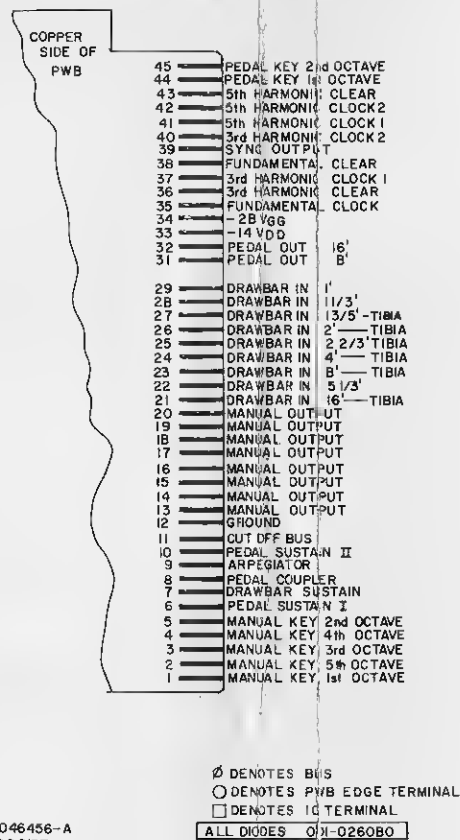 COPPER
SIDE OF
PWB
45 PEDAL KEY 2nd OCTAVE
44 PEDAL KEY 1st OCTAVE
43 5th HARMONIC CLEAR
42 5th HARMONIC CLOCK2
41 5th HARMONIC CLOCK1
40 3rd HARMONIC CLOCK2
39 SYNC OUTPUT
38 FUNDAMENTAL CLEAR
37 3rd HARMONIC CLOCK1
36 3rd HARMONIC CLEAR
35 FUNDAMENTAL CLOCK
34 -28 VGG
33 -14 VDD
32 PEDAL OUT 16'
31 PEDAL OUT 8'
29 DRAWBAR IN 1'
28 DRAWBAR IN 1 1/3'
27 DRAWBAR IN 1 3/5' - TIBIA
26 DRAWBAR IN 2' — TIBIA
25 DRAWBAR IN 2 2/3' TIBIA
24 DRAWBAR IN 4' — TIBIA
23 DRAWBAR IN 8' — TIBIA
22 DRAWBAR IN 5 1/3'
21 DRAWBAR IN 16' — TIBIA
20 MANUAL OUTPUT
19 MANUAL OUTPUT
18 MANUAL OUTPUT
17 MANUAL OUTPUT
16 MANUAL OUTPUT
15 MANUAL OUTPUT
14 MANUAL OUTPUT
13 MANUAL OUTPUT
12 GROUND
11 CUT OFF BUS
10 PEDAL SUSTAIN II
9 ARPEGIATOR
8 PEDAL COUPLER
7 DRAWBAR SUSTAIN
6 PEDAL SUSTAIN I
5 MANUAL KEY 2nd OCTAVE
4 MANUAL KEY 4th OCTAVE
3 MANUAL KEY 3rd OCTAVE
2 MANUAL KEY 5th OCTAVE
1 MANUAL KEY 1st OCTAVE
Ø DENOTES BUS
○ DENOTES PWB EDGE TERMINAL
□ DENOTES IC TERMINAL
046456-A
ALL DIODES 001-026080